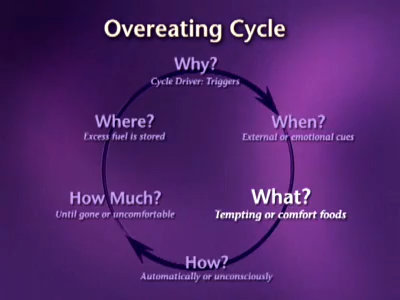 Overeating Cycle
Why?
Cycle Driver: Triggers
When?
External or emotional cues
What?
Tempting or comfort foods
How?
Automatically or unconsciously
How Much?
Until gone or uncomfortable
Where?
Excess fuel is stored